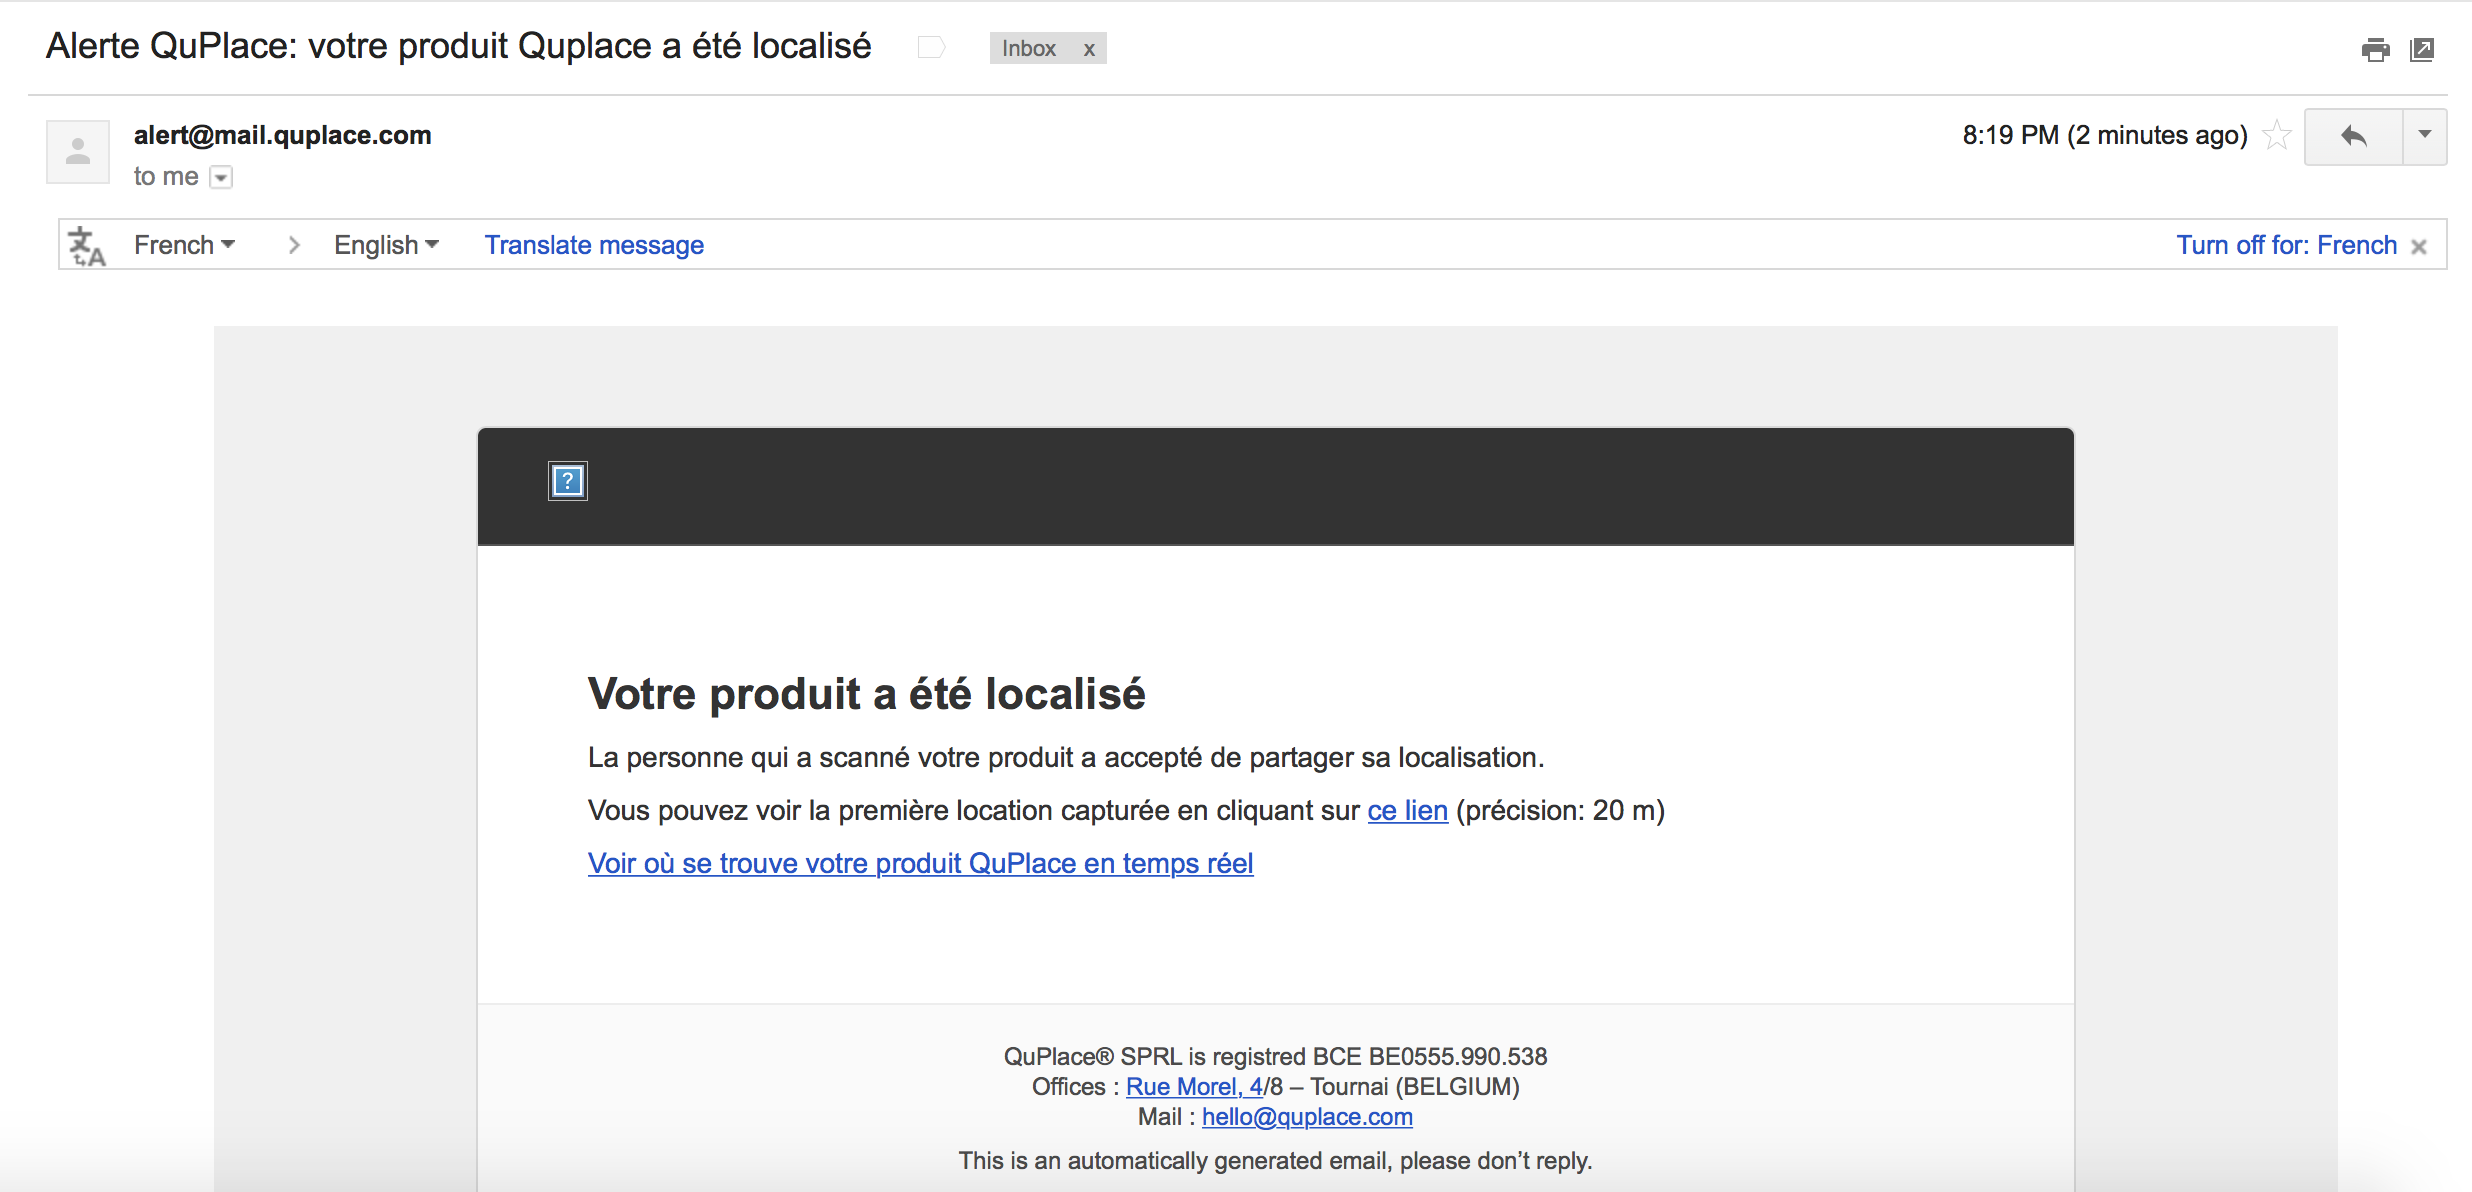 Alerte QuPlace: votre produit Quplace a été localisé
Inbox x
alert@mail.quplace.com
8:19 PM (2 minutes ago)
to me
French > English Translate message Turn off for: French ×
Votre produit a été localisé
La personne qui a scanné votre produit a accepté de partager sa localisation.
Vous pouvez voir la première location capturée en cliquant sur ce lien (précision: 20 m)
Voir où se trouve votre produit QuPlace en temps réel
QuPlace® SPRL is registred BCE BE0555.990.538
Offices : Rue Morel, 4/8 – Tournai (BELGIUM)
Mail : hello@quplace.com
This is an automatically generated email, please don’t reply.